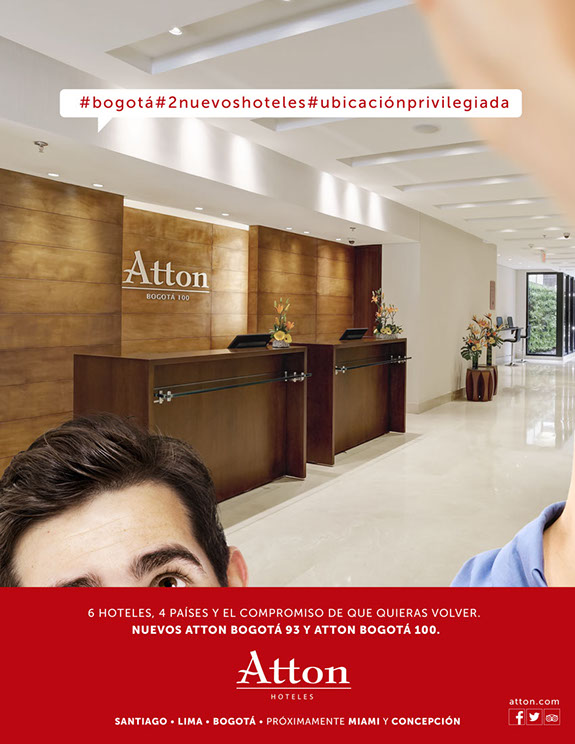 #bogotá#2nuevoshoteles#ubicaciónprivilegiada
Atton
BOGOTÁ 100
6 HOTELES, 4 PAÍSES Y EL COMPROMISO DE QUE QUIERAS VOLVER.
NUEVOS ATTON BOGOTÁ 93 Y ATTON BOGOTÁ 100.
Atton
HOTELES
atton.com
SANTIAGO • LIMA • BOGOTÁ • PRÓXIMAMENTE MIAMI Y CONCEPCIÓN